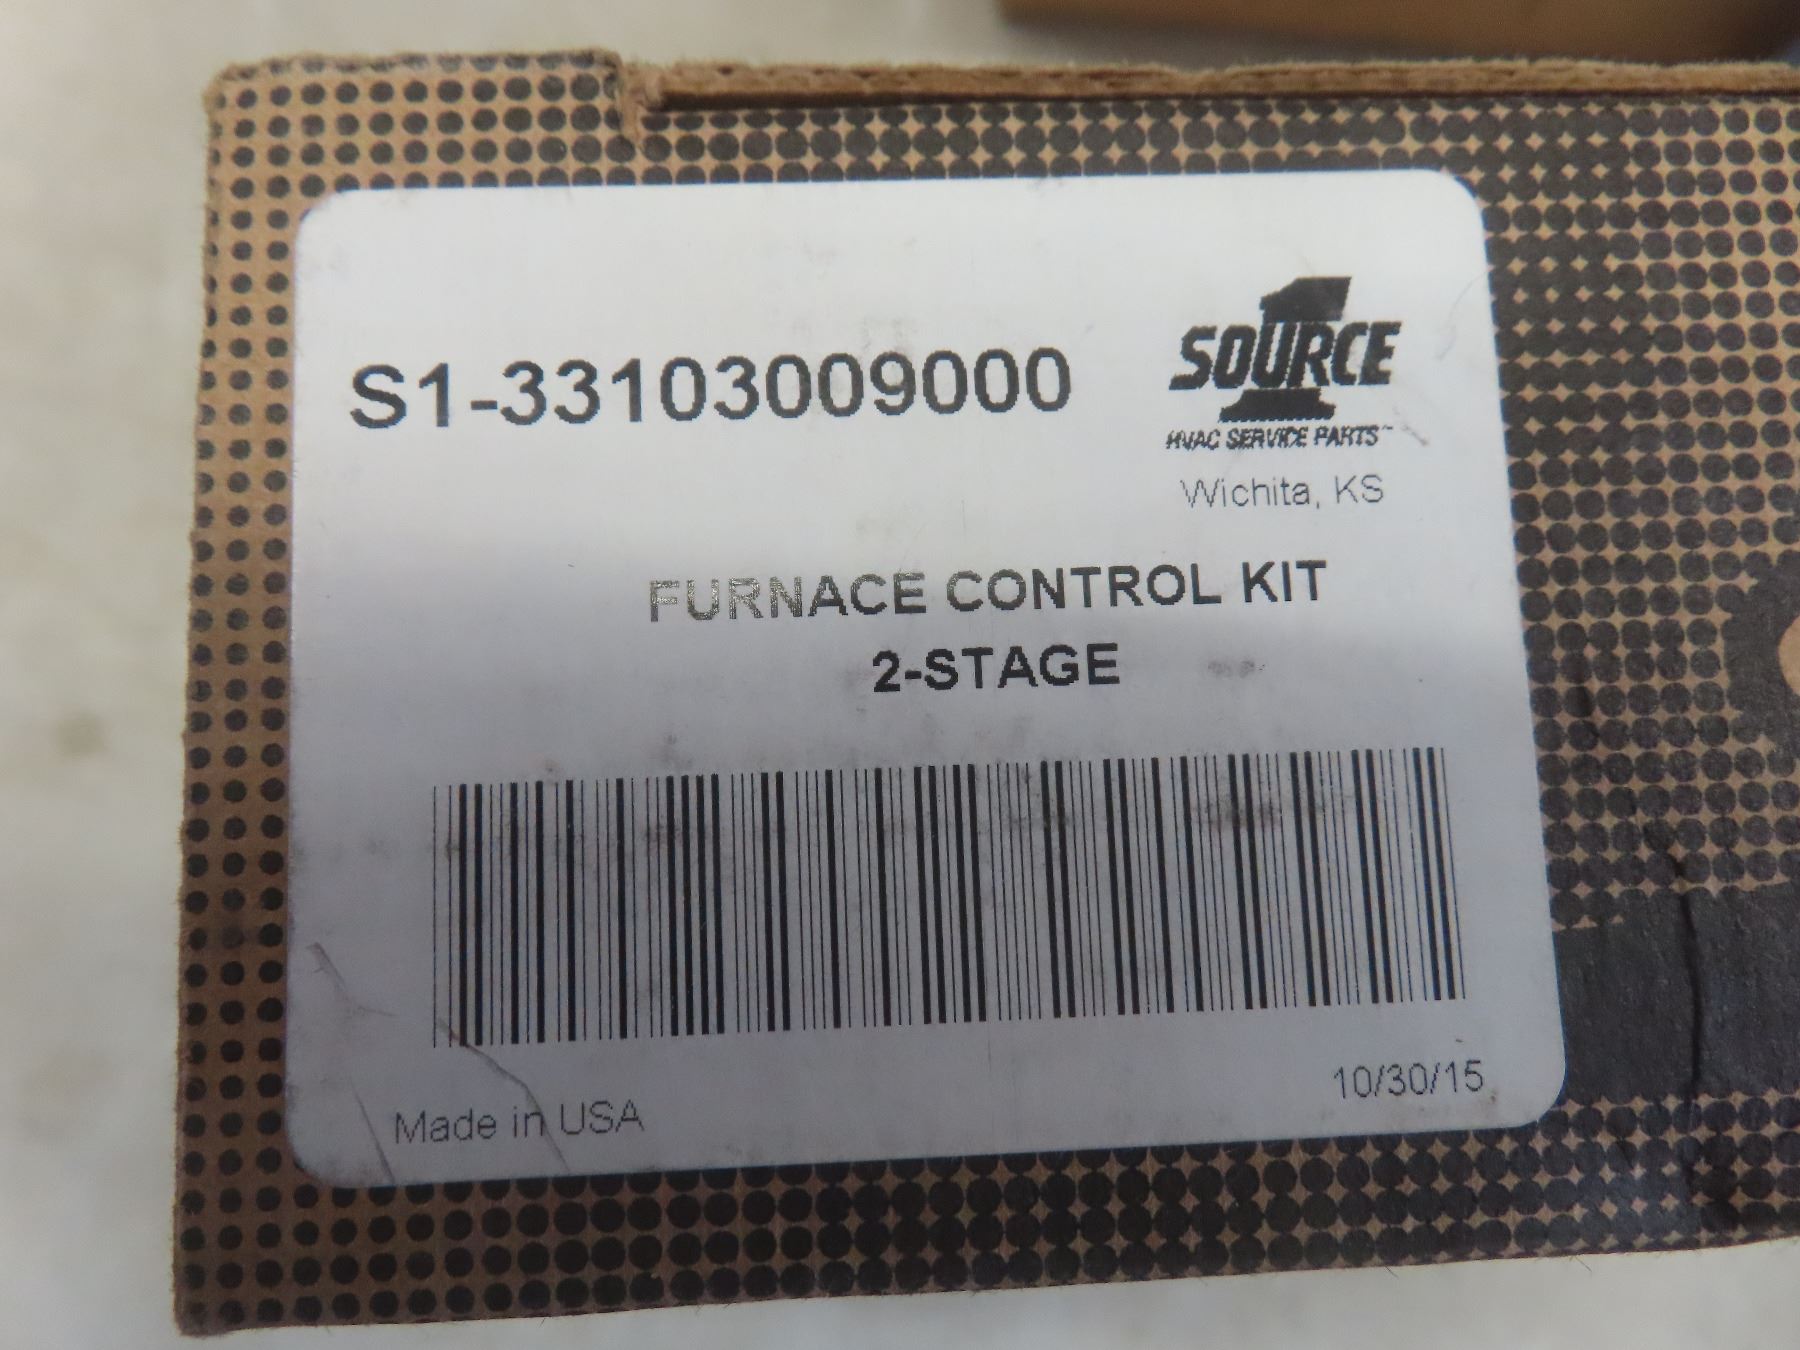 S1-33103009000
SOURCE 1
HVAC SERVICE PARTS™
Wichita, KS
FURNACE CONTROL KIT
2-STAGE
Made in USA
10/30/15